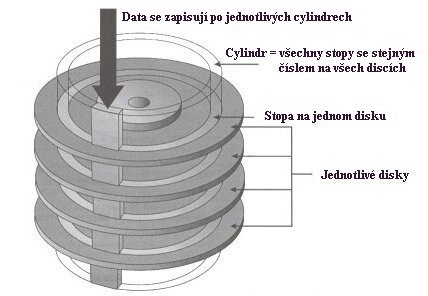 Data se zapisují po jednotlivých cylindrech
Cylindr = všechny stopy se stejným
číslem na všech discích
Stopa na jednom disku
Jednotlivé disky